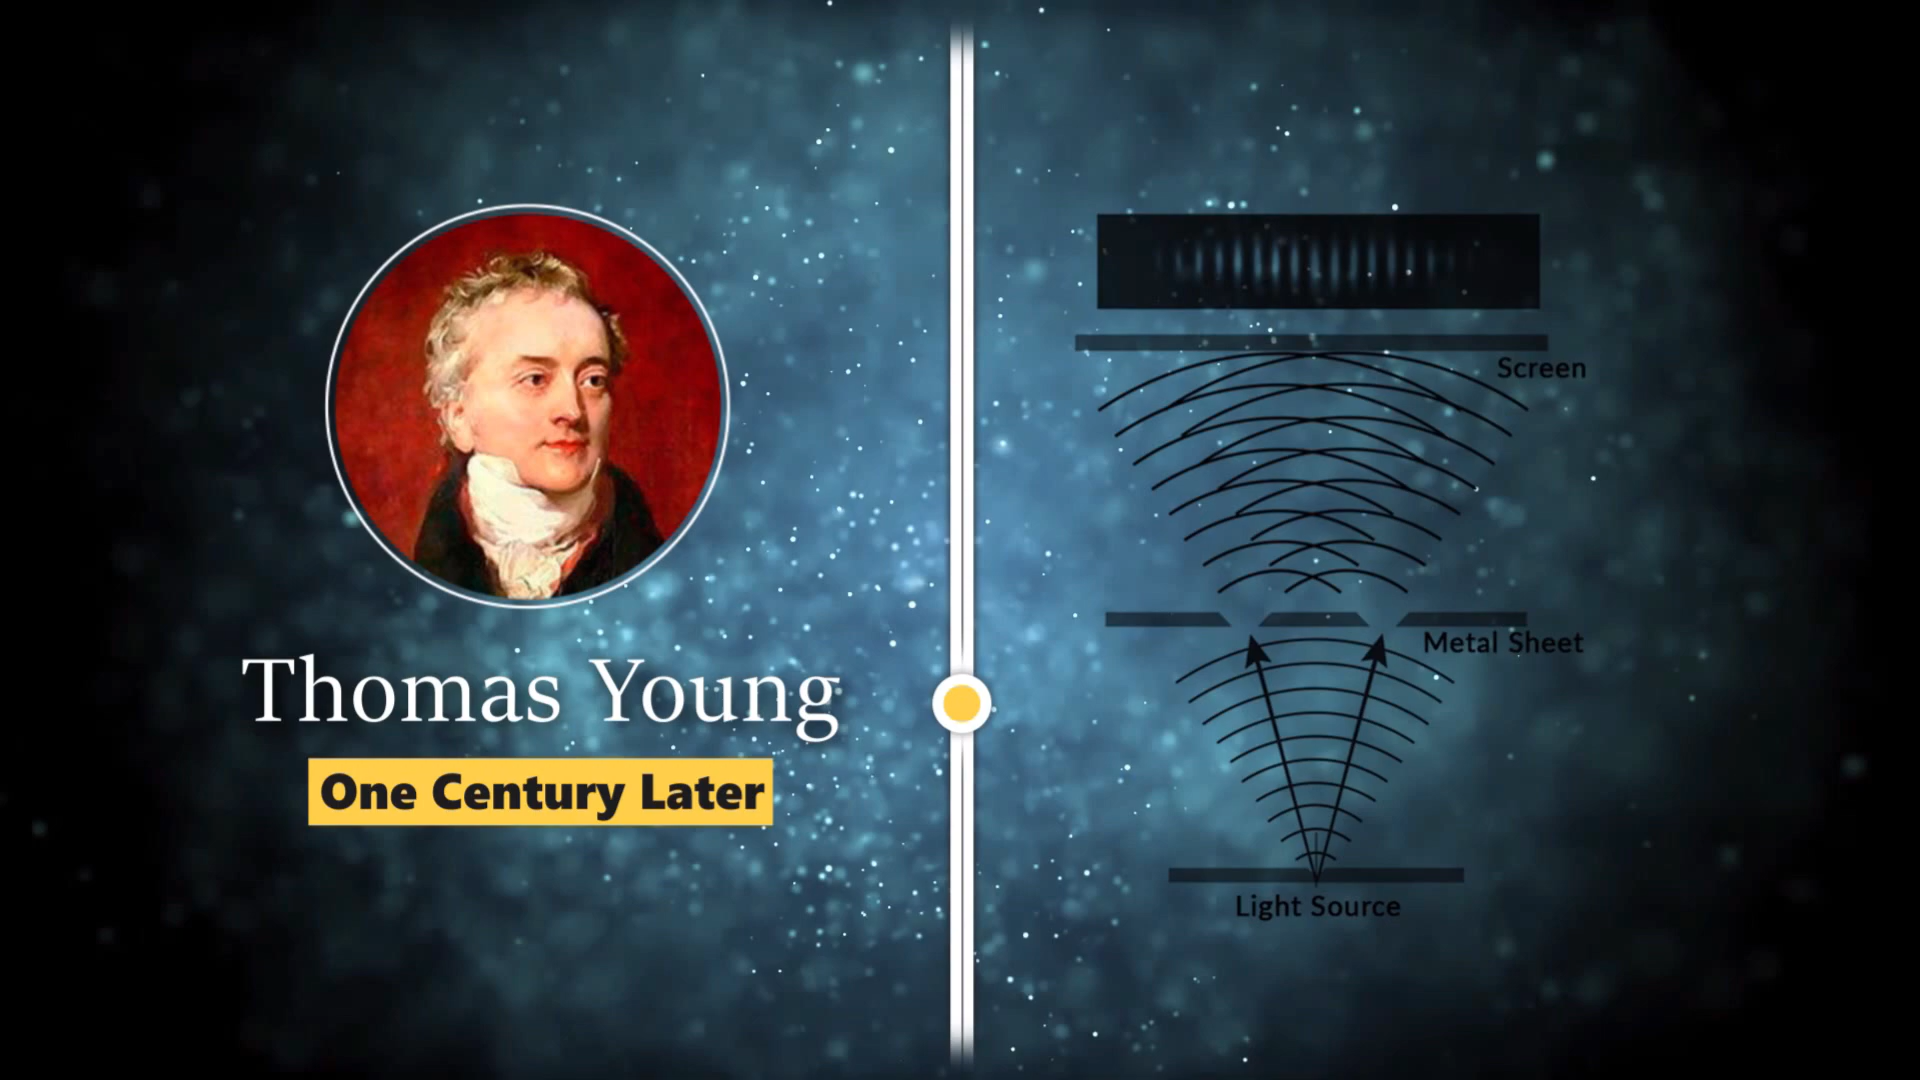 Thomas Young
One Century Later
Screen
Metal Sheet
Light Source